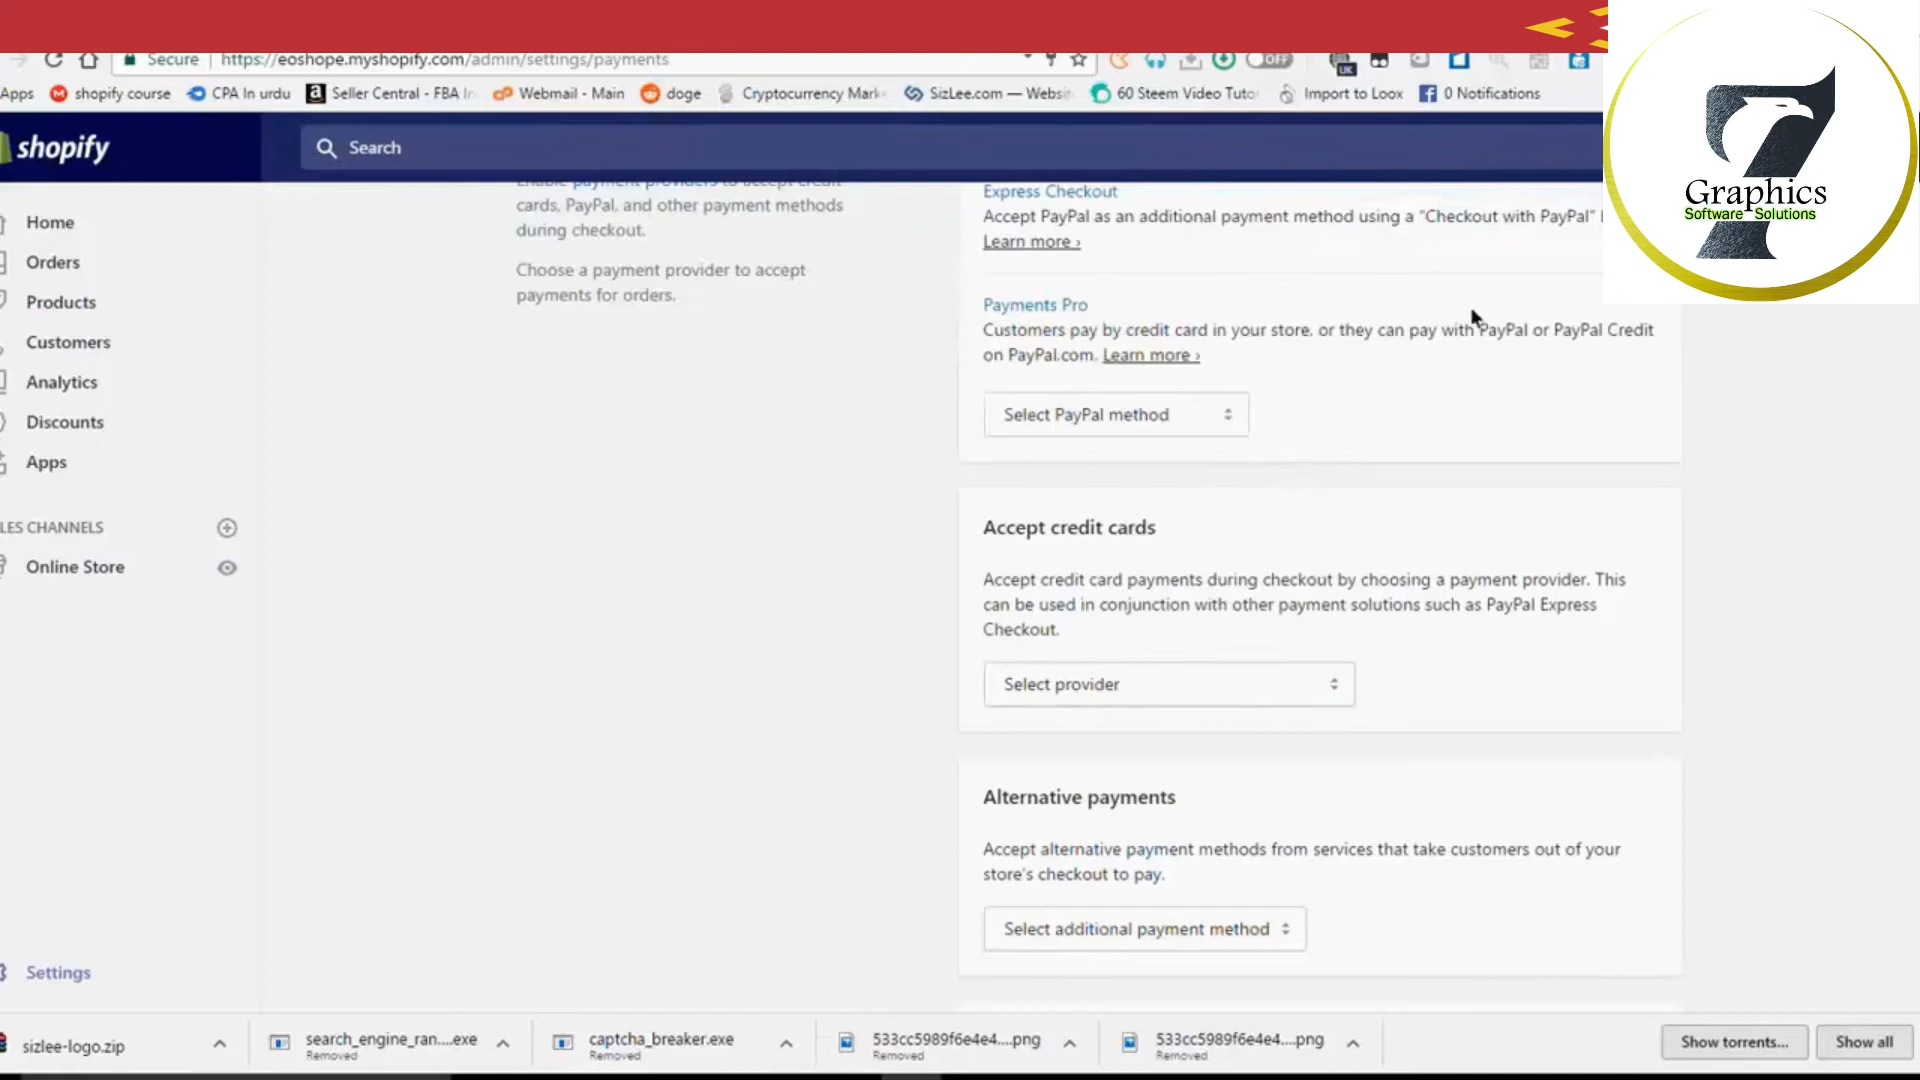 Secure
https://eoshope.myshopify.com/admin/settings/payments
OFF
UK
Apps
shopify course
CPA In urdu
Seller Central - FBA In
Webmail - Main
doge
Cryptocurrency Mark
SizLee.com — Websi
60 Steem Video Tuto
Import to Loox
0 Notifications
shopify
Search
Graphics
Software Solutions
Home
Orders
Products
Customers
Analytics
Discounts
Apps
LES CHANNELS
Online Store
Settings
Enable payment providers to accept credit
cards, PayPal, and other payment methods
during checkout.
Choose a payment provider to accept
payments for orders.
Express Checkout
Accept PayPal as an additional payment method using a "Checkout with PayPal"
Learn more ›
Payments Pro
Customers pay by credit card in your store, or they can pay with PayPal or PayPal Credit
on PayPal.com. Learn more ›
Select PayPal method
Accept credit cards
Accept credit card payments during checkout by choosing a payment provider. This
can be used in conjunction with other payment solutions such as PayPal Express
Checkout.
Select provider
Alternative payments
Accept alternative payment methods from services that take customers out of your
store's checkout to pay.
Select additional payment method
sizlee-logo.zip
search_engine_ran....exe
Removed
captcha_breaker.exe
Removed
533cc5989f6e4e4....png
Removed
533cc5989f6e4e4....png
Removed
Show torrents...
Show all